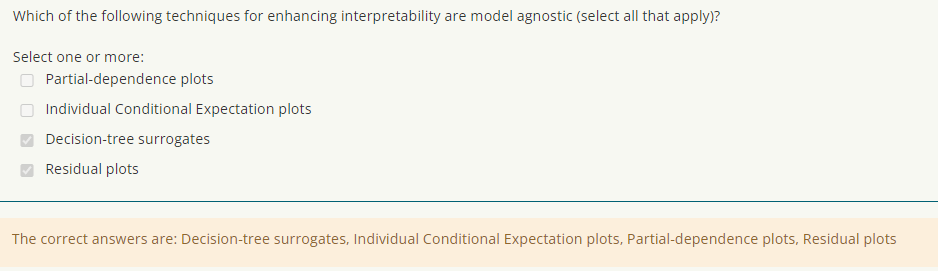 Which of the following techniques for enhancing interpretability are model agnostic (select all that apply)?
Select one or more:
Partial-dependence plots
Individual Conditional Expectation plots
Decision-tree surrogates
Residual plots
The correct answers are: Decision-tree surrogates, Individual Conditional Expectation plots, Partial-dependence plots, Residual plots